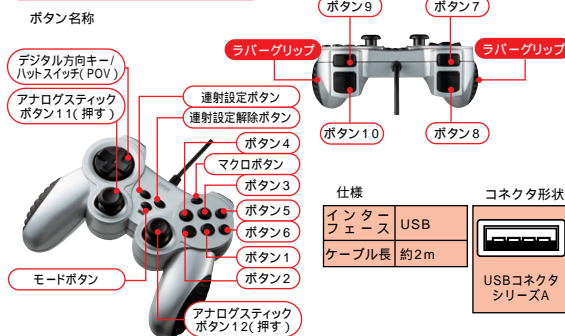 ボタン名称
デジタル方向キー/
ハットスイッチ(POV)
アナログスティック
ボタン11(押す)
連射設定ボタン
連射設定解除ボタン
ボタン4
マクロボタン
ボタン3
ボタン5
ボタン6
ボタン1
ボタン2
モードボタン
アナログスティック
ボタン12(押す)
ボタン9
ボタン7
ラバーグリップ
ラバーグリップ
ボタン10
ボタン8
仕様
インター
フェース
USB
ケーブル長
約2m
コネクタ形状
USBコネクタ
シリーズA